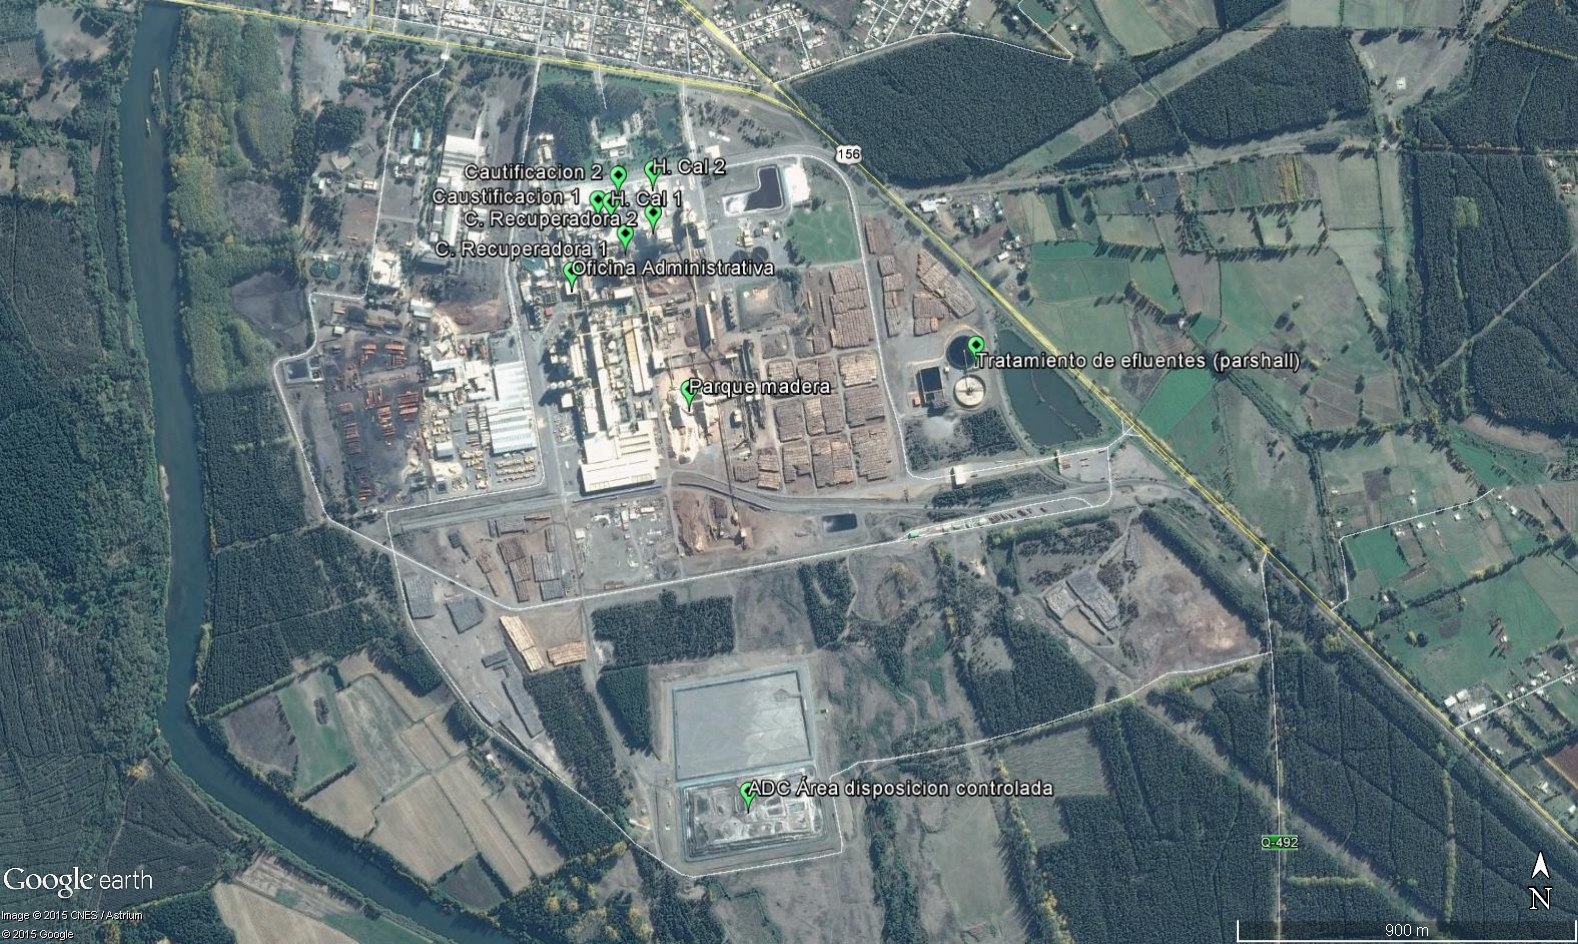 156
Cautificacion 2
H. Cal 2
Caustificacion 1
H. Cal 1
C. Recuperadora 2
C. Recuperadora 1
Oficina Administrativa
Tratamiento de efluentes (parshall)
Parque madera
ADC Área disposicion controlada
Q-492
Google earth
N
Image © 2015 CNES / Astrium
© 2015 Google
900 m